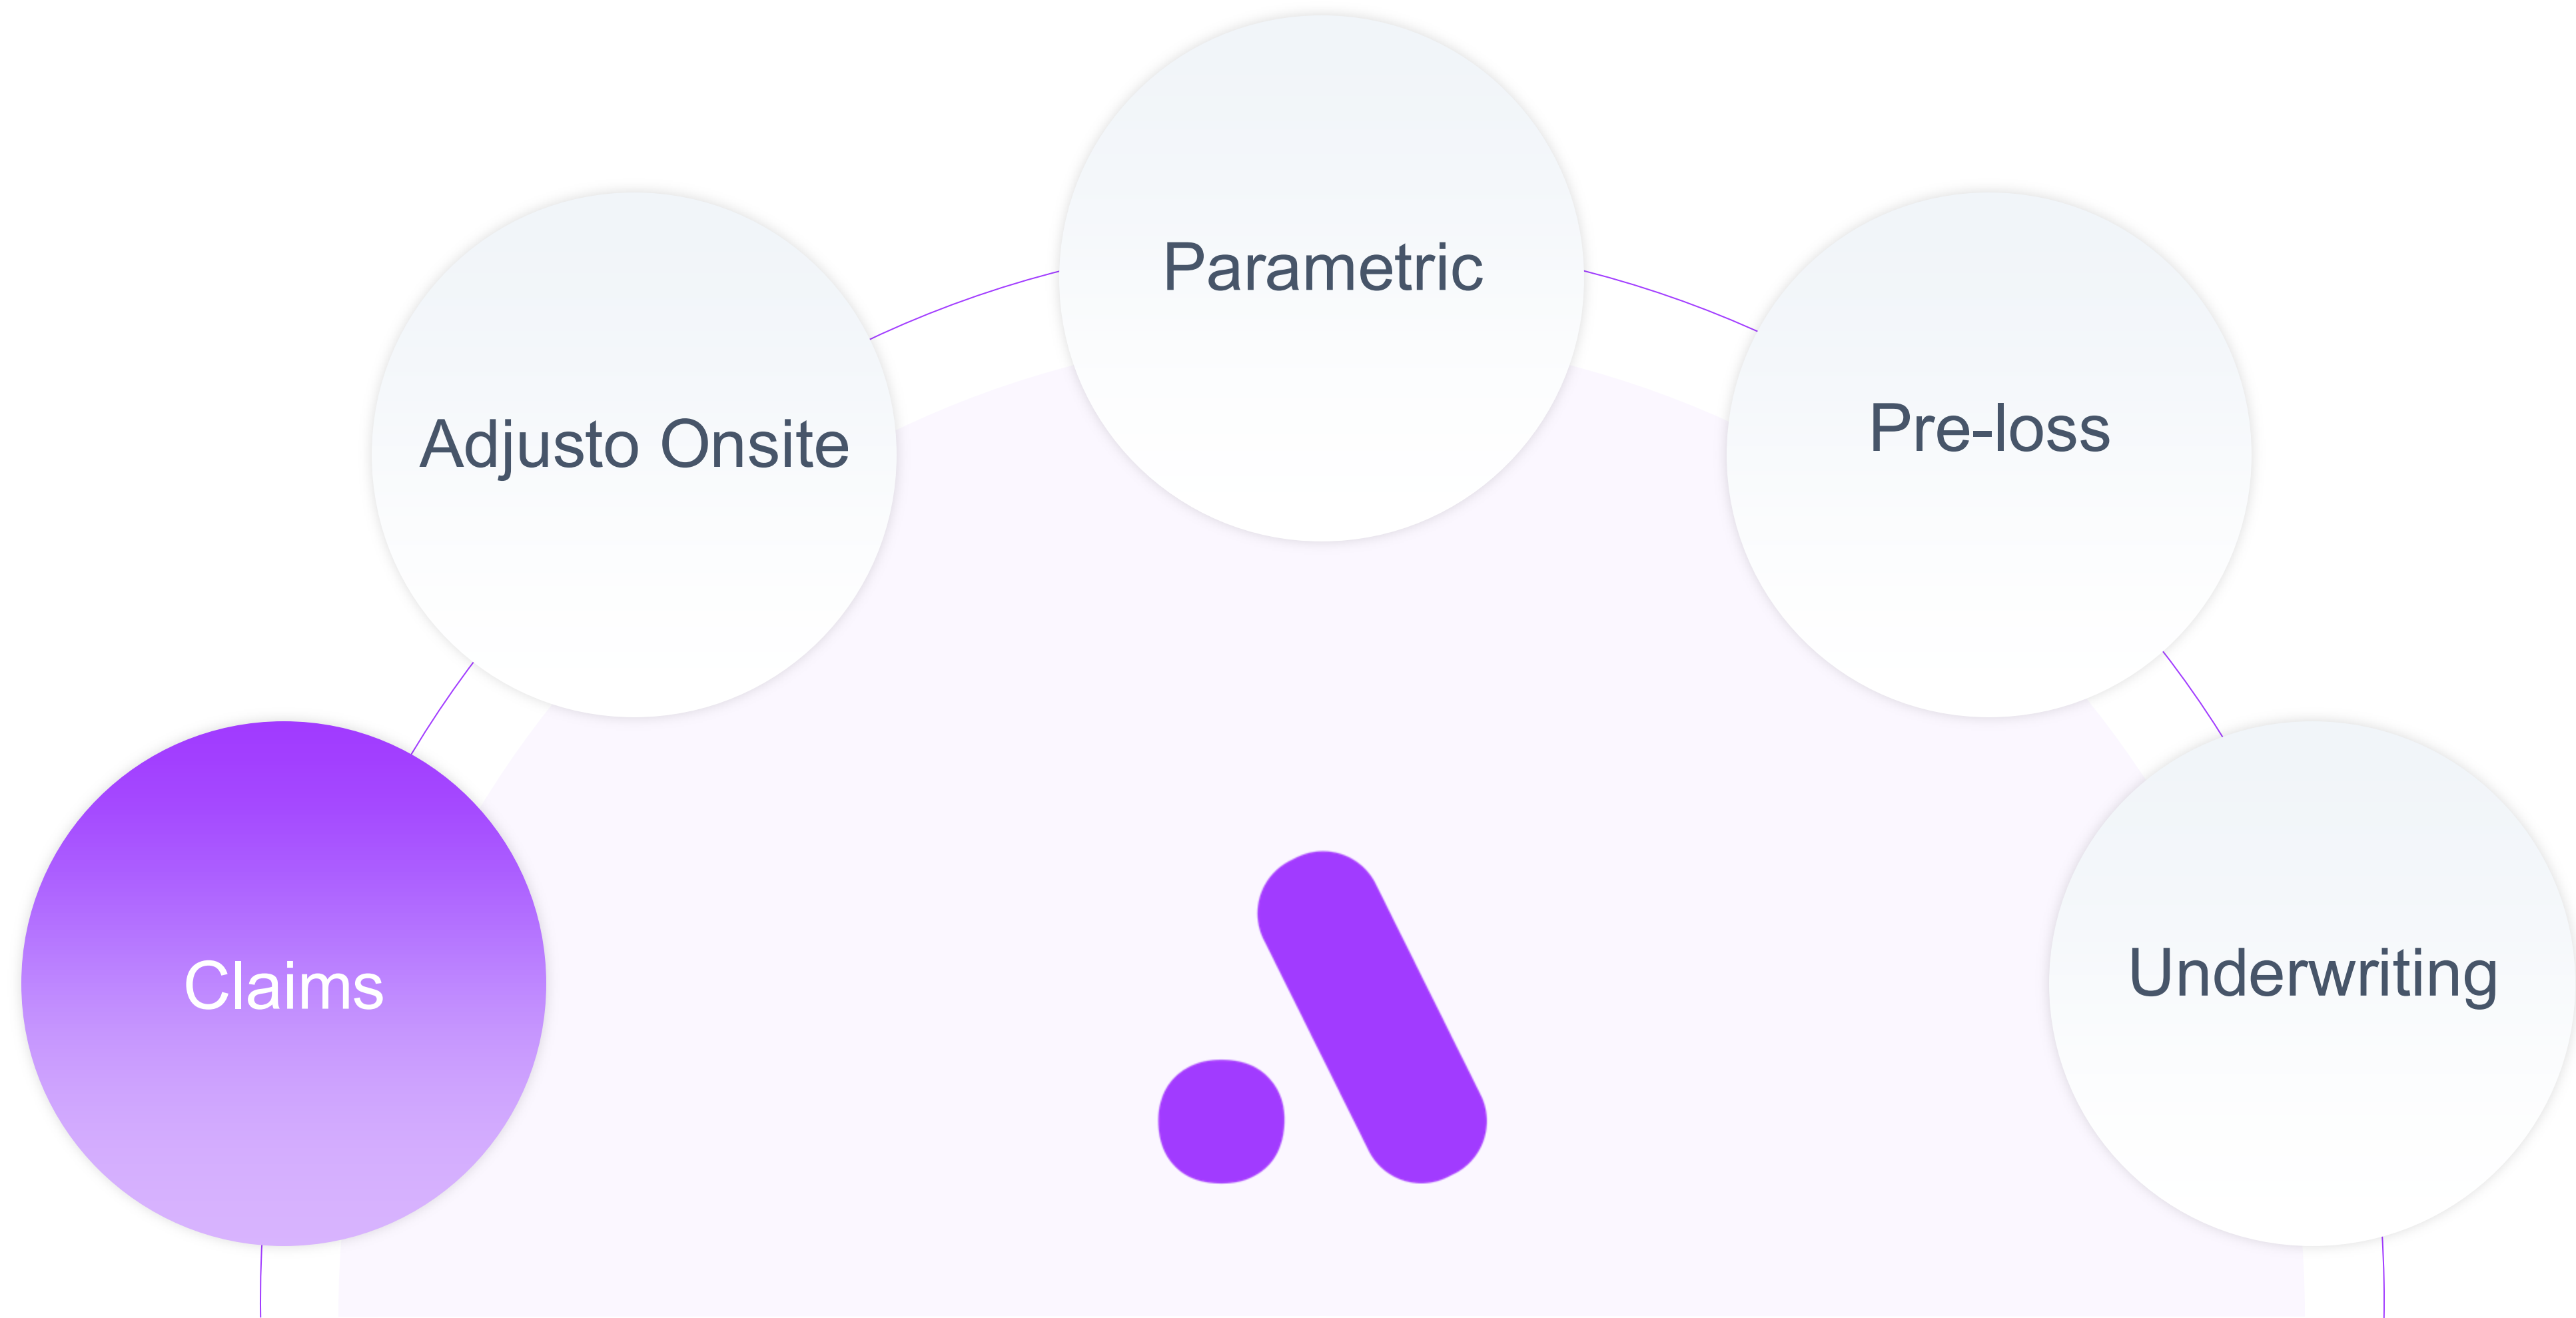 Parametric
Adjusto Onsite
Pre-loss
Claims
Underwriting